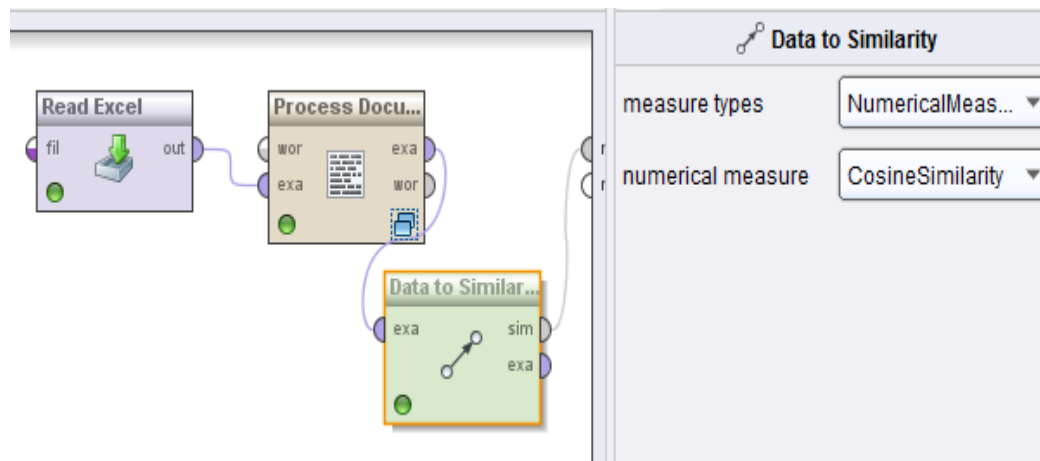 Read Excel
fil
out
Process Docu...
wor
exa
exa
wor
Data to Similar...
exa
sim
exa
Data to Similarity
measure types
NumericalMeas...
numerical measure
CosineSimilarity